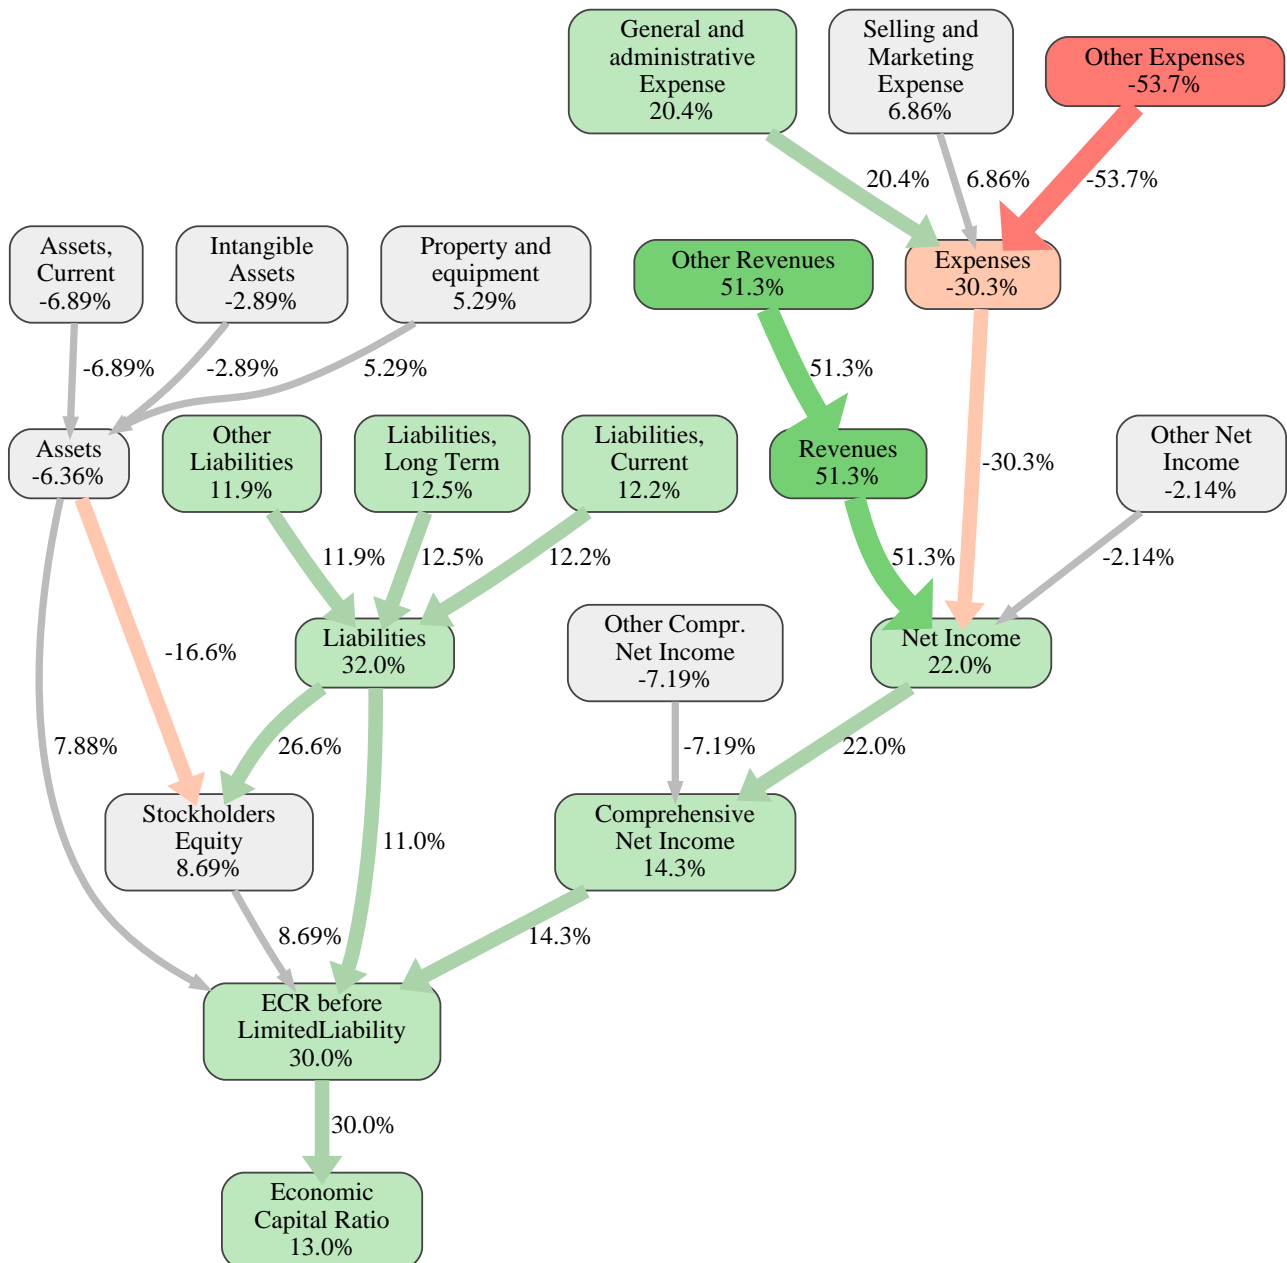 General and
administrative
Expense
20.4%
Selling and
Marketing
Expense
6.86%
Other Expenses
-53.7%
20.4%
6.86%
-53.7%
Assets,
Current
-6.89%
Intangible
Assets
-2.89%
Property and
equipment
5.29%
Other Revenues
51.3%
Expenses
-30.3%
-6.89%
-2.89%
5.29%
51.3%
-30.3%
Assets
-6.36%
Other
Liabilities
11.9%
Liabilities,
Long Term
12.5%
Liabilities,
Current
12.2%
Revenues
51.3%
Other Net
Income
-2.14%
11.9%
12.5%
12.2%
51.3%
-2.14%
-16.6%
Liabilities
32.0%
Other Compr.
Net Income
-7.19%
Net Income
22.0%
7.88%
26.6%
11.0%
-7.19%
22.0%
Stockholders
Equity
8.69%
Comprehensive
Net Income
14.3%
8.69%
14.3%
ECR before
LimitedLiability
30.0%
30.0%
Economic
Capital Ratio
13.0%